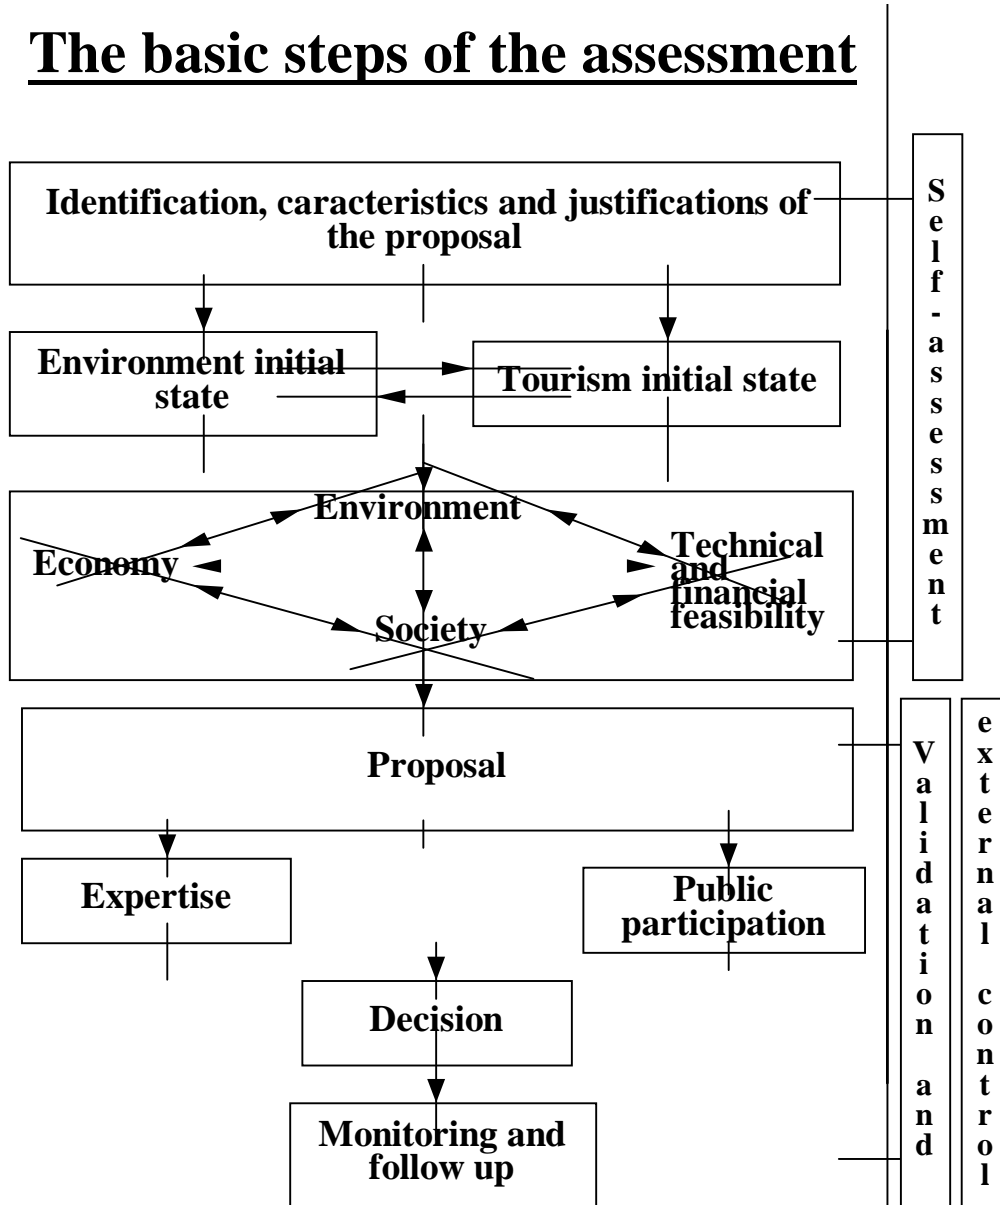 The basic steps of the assessment
Identification, caracteristics and justifications of
the proposal
Environment initial
state
Tourism initial state
Environment
Economy
Technical
and
financial
feasibility
Society
Proposal
Expertise
Public
participation
Decision
Monitoring and
follow up
Self-assessment
Validation and
external control